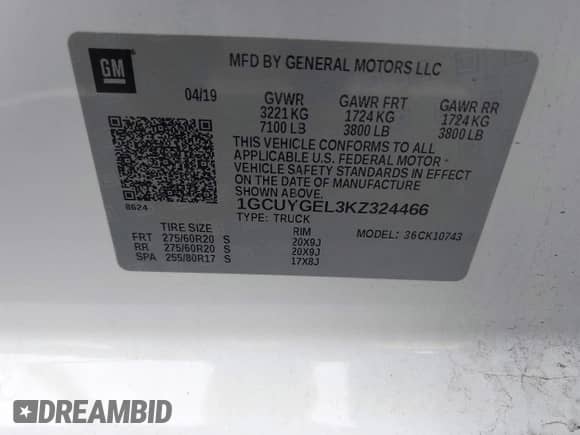 GM
MFD BY GENERAL MOTORS LLC
04/19 GVWR GAWR FRT GAWR RR
3221 KG 1724 KG 1724 KG
7100 LB 3800 LB 3800 LB
THIS VEHICLE CONFORMS TO ALL
APPLICABLE U.S. FEDERAL MOTOR
VEHICLE SAFETY STANDARDS IN EFFECT
ON THE DATE OF MANUFACTURE
SHOWN ABOVE.
8624 1GCUYGEL3KZ324466
TYPE: TRUCK
TIRE SIZE RIM MODEL: 36CK10743
FRT 275/60R20 S 20X9J
RR 275/60R20 S 20X9J
SPA 255/80R17 S 17X8J
DREAMBID